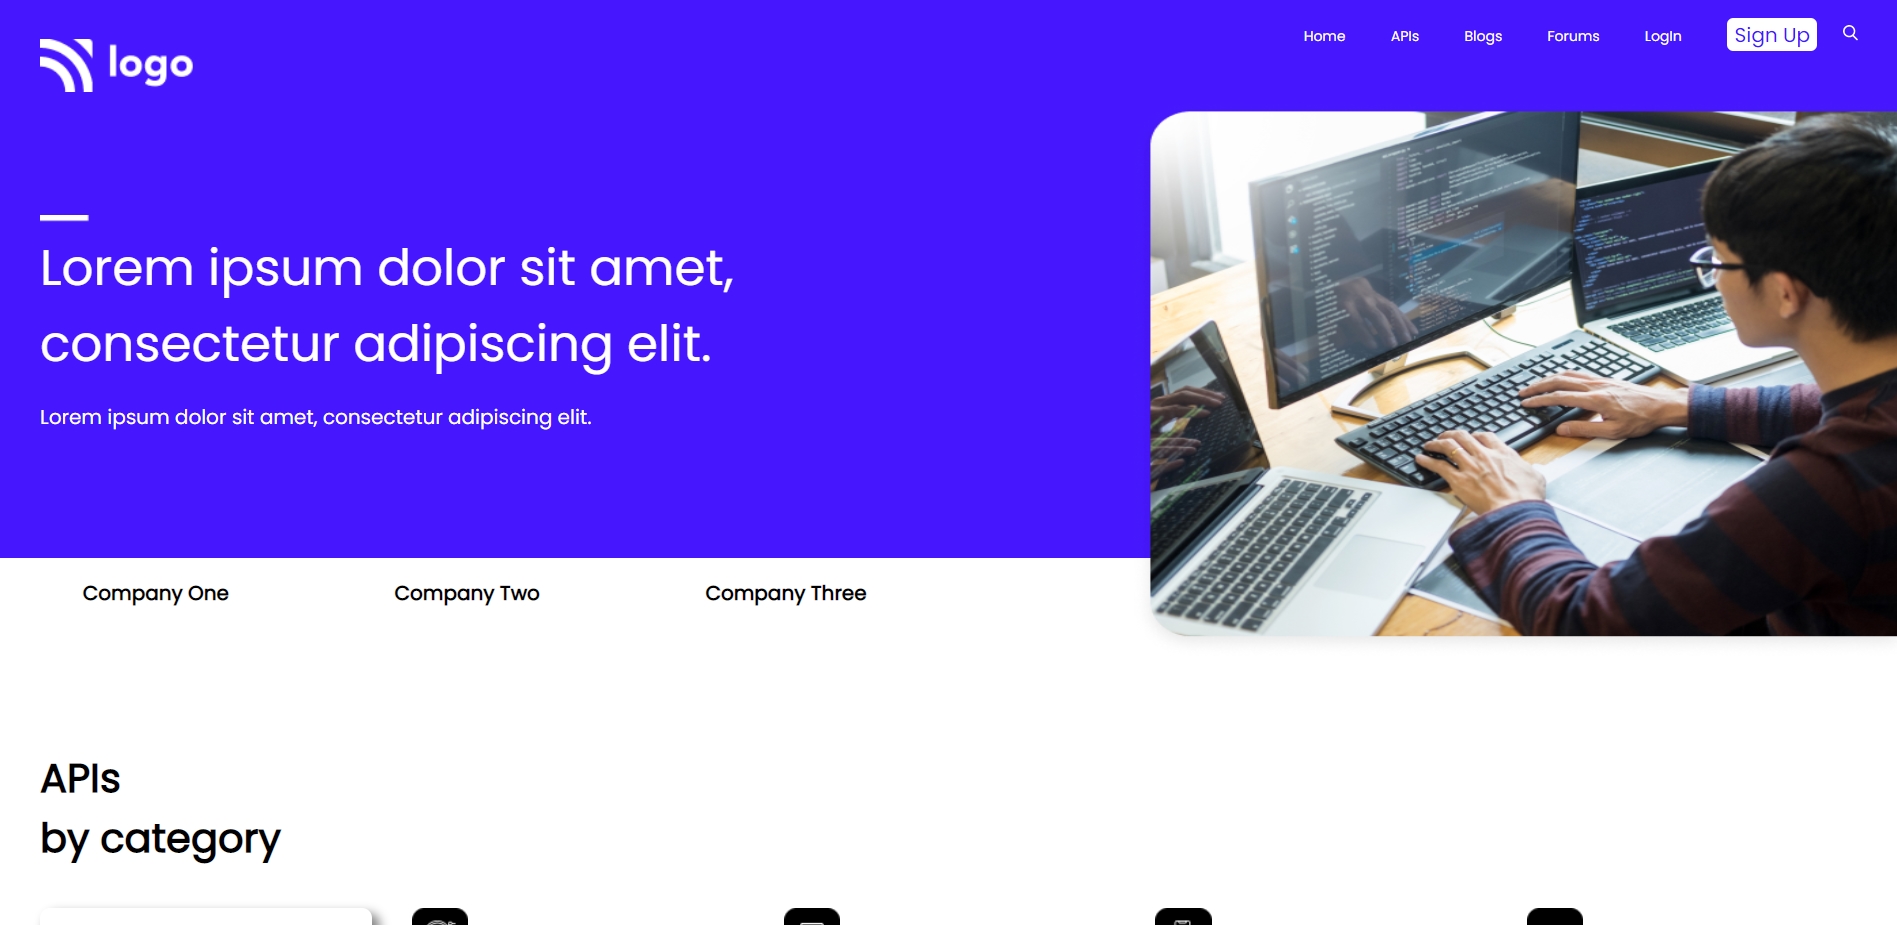 logo
Home APIs Blogs Forums LogIn Sign Up
Lorem ipsum dolor sit amet,
consectetur adipiscing elit.
Lorem ipsum dolor sit amet, consectetur adipiscing elit.
Company One Company Two Company Three
APIs
by category